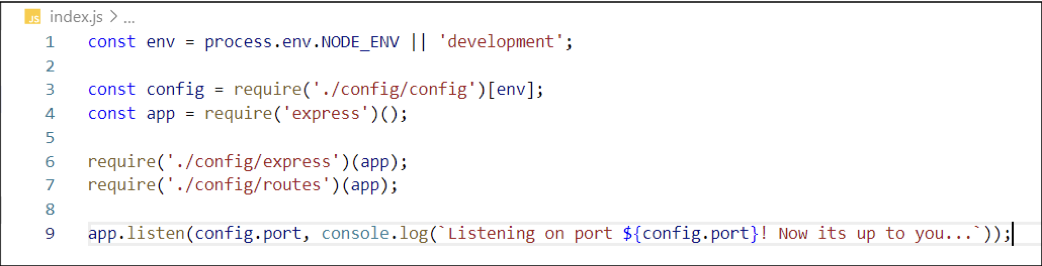 JS index.js > ...
1 const env = process.env.NODE_ENV || 'development';
2
3 const config = require('./config/config')[env];
4 const app = require('express')();
5
6 require('./config/express')(app);
7 require('./config/routes')(app);
8
9 app.listen(config.port, console.log(`Listening on port ${config.port}! Now its up to you...`));